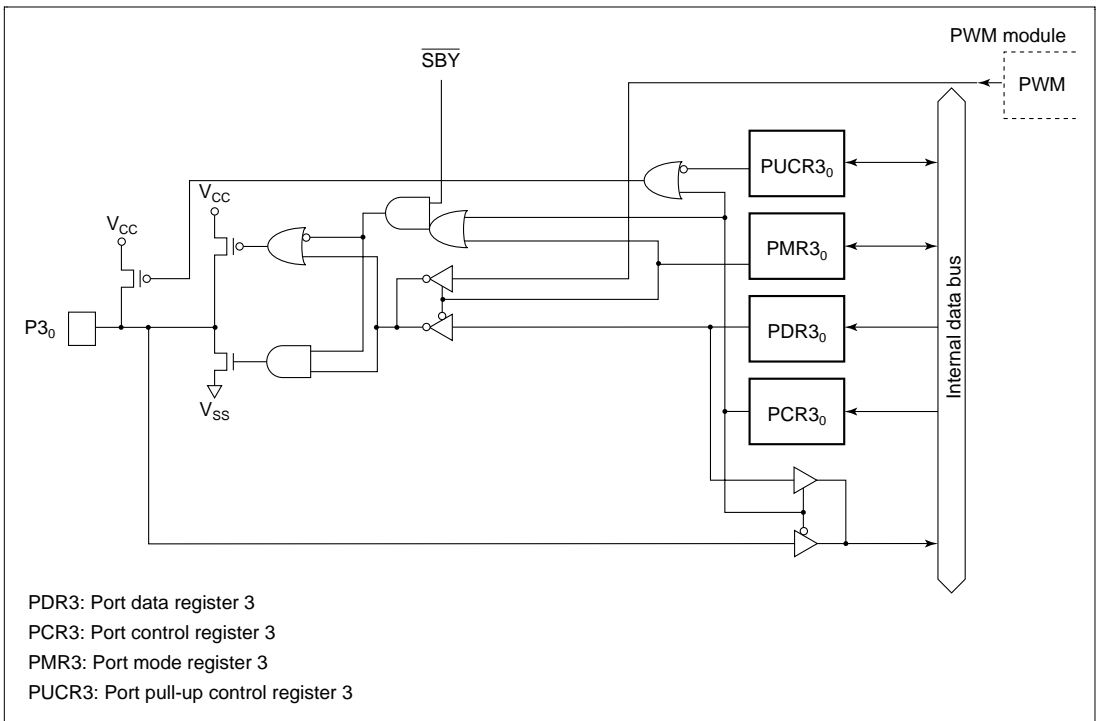 PWM module
S̅B̅Y̅
PWM
PUCR3₀
V_CC
V_CC
PMR3₀
P3₀
PDR3₀
Internal data bus
V_SS
PCR3₀
PDR3: Port data register 3
PCR3: Port control register 3
PMR3: Port mode register 3
PUCR3: Port pull-up control register 3